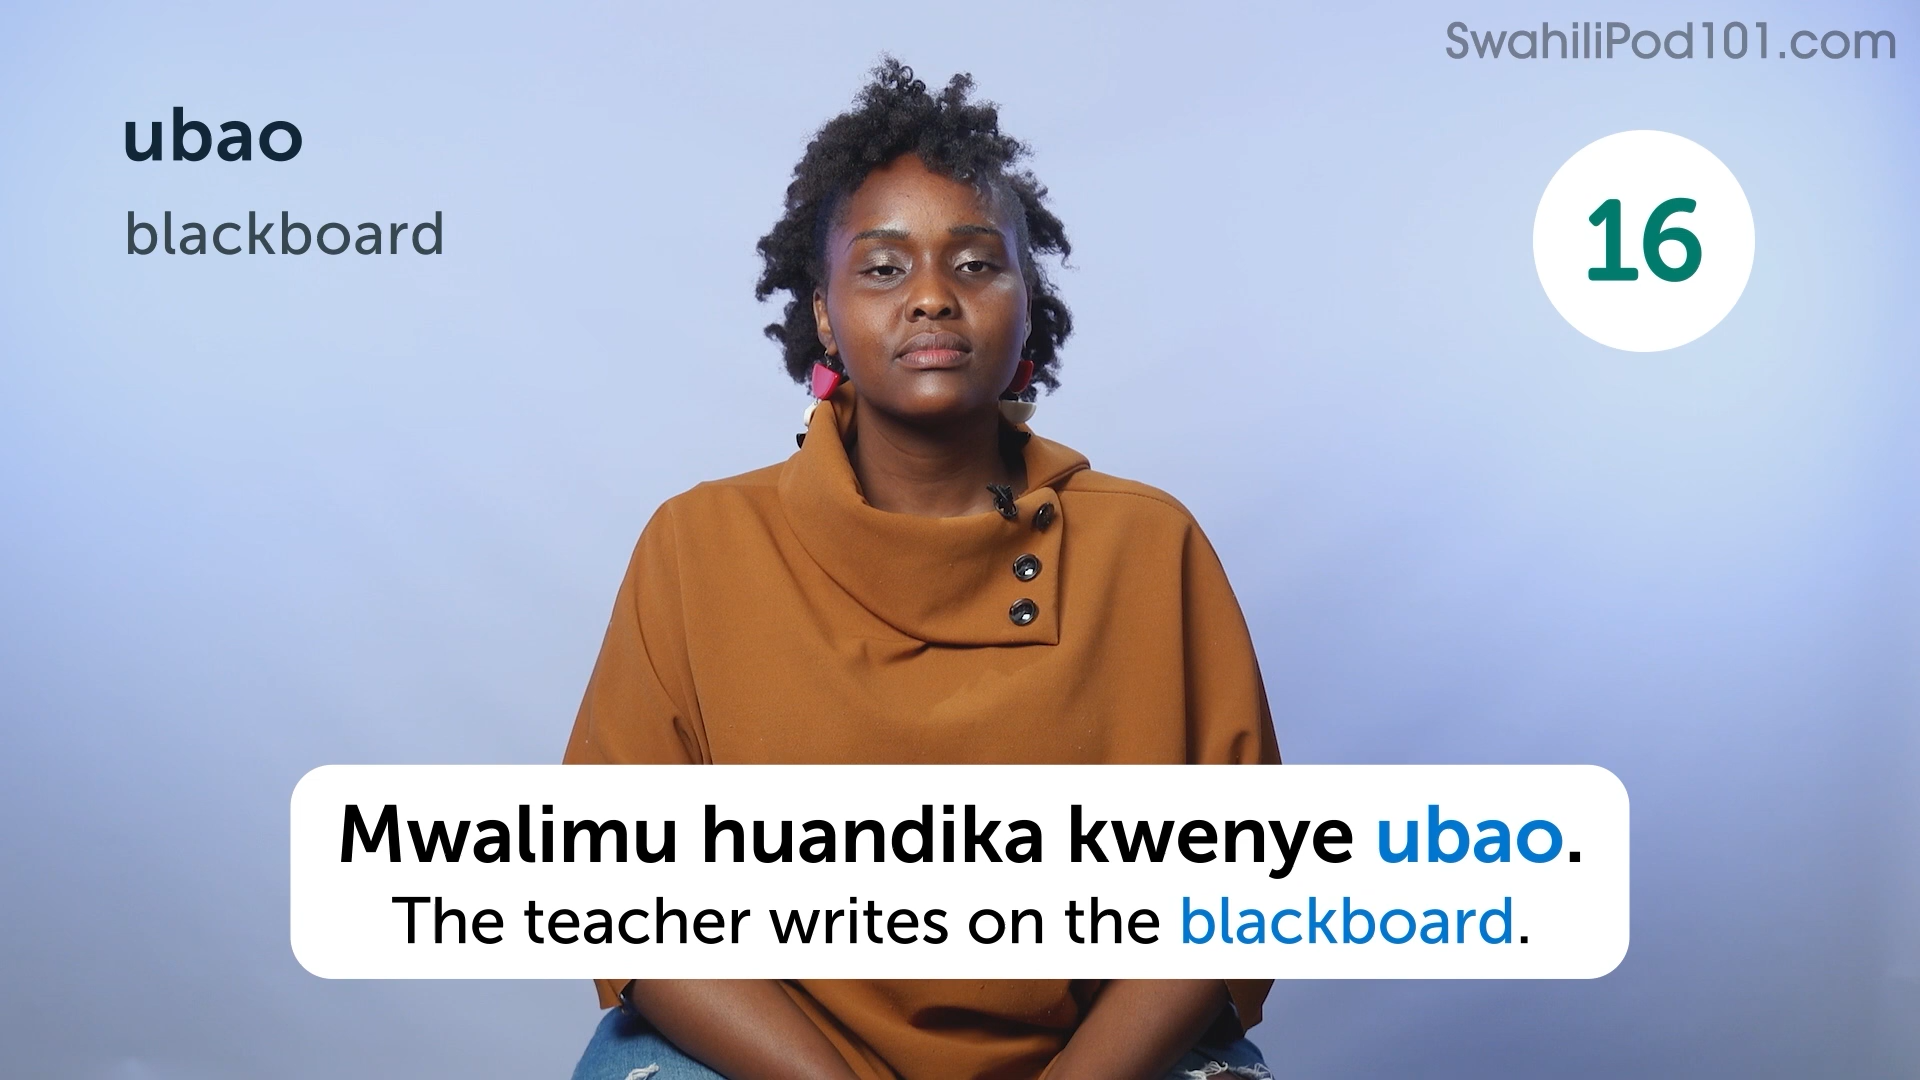 SwahiliPod101.com
ubao
blackboard
16
Mwalimu huandika kwenye ubao.
The teacher writes on the blackboard.